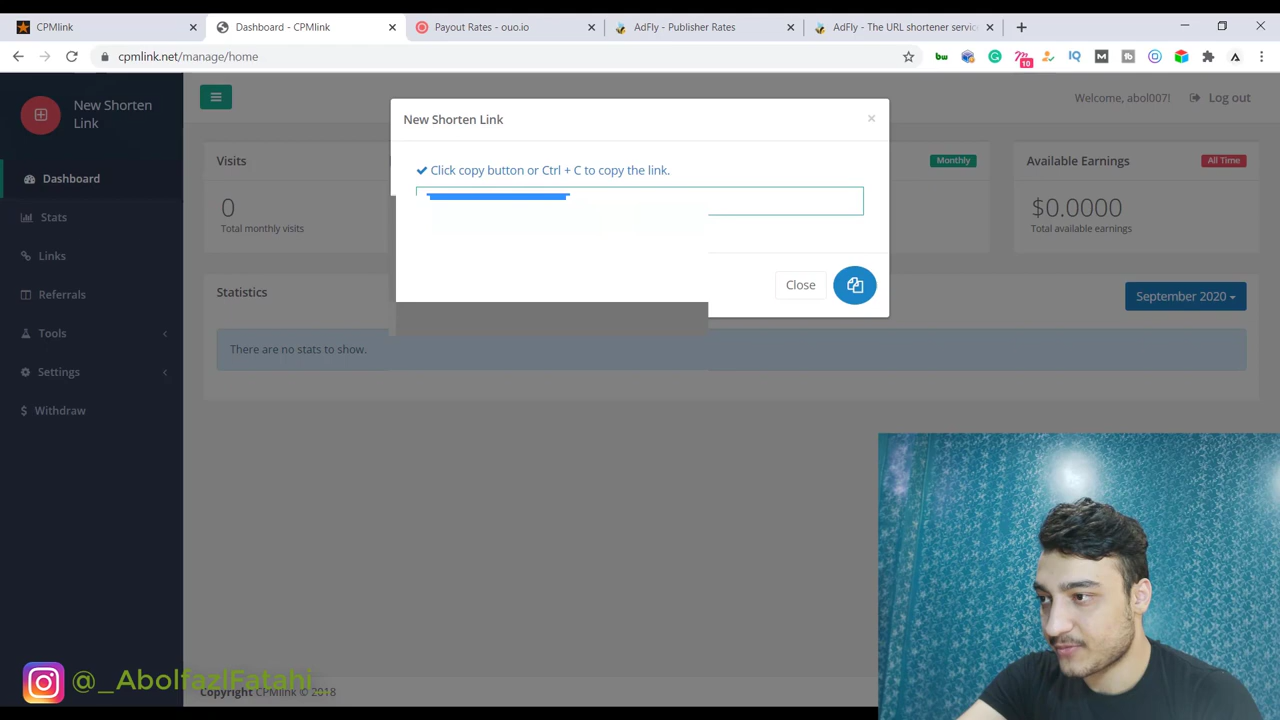 CPMlink
Dashboard - CPMlink
Payout Rates - ouo.io
AdFly - Publisher Rates
AdFly - The URL shortener servic
cpmlink.net/manage/home
10
New Shorten Link
Welcome, abol007!
Log out
Dashboard
Stats
Links
Referrals
Tools
Settings
Withdraw
New Shorten Link
Click copy button or Ctrl + C to copy the link.
Close
Visits
0
Total monthly visits
Monthly
Available Earnings
All Time
$0.0000
Total available earnings
Statistics
September 2020
There are no stats to show.
@_AbolfazlFatahi
Copyright CPMlink © 2018